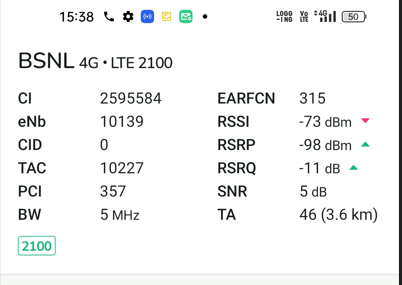 15:38 LOGG -ING Vo LTE 4G 50
BSNL 4G • LTE 2100
CI 2595584 EARFCN 315
eNb 10139 RSSI -73 dBm
CID 0 RSRP -98 dBm
TAC 10227 RSRQ -11 dB
PCI 357 SNR 5 dB
BW 5 MHz TA 46 (3.6 km)
2100